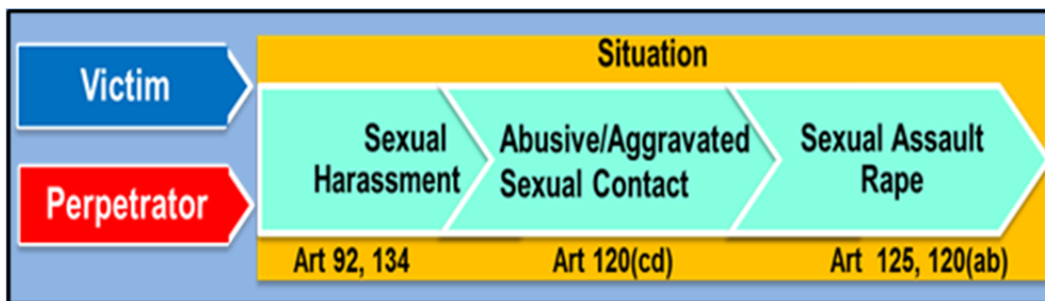 Situation
Victim
Perpetrator
Sexual
Harassment
Abusive/Aggravated
Sexual Contact
Sexual Assault
Rape
Art 92, 134
Art 120(cd)
Art 125, 120(ab)